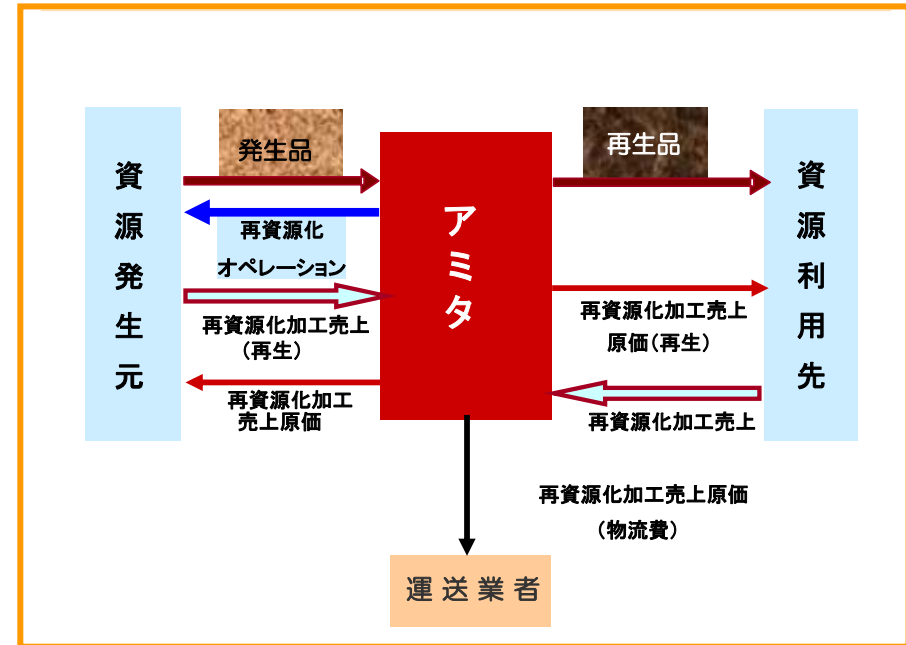 資源発生元
発生品
再資源化
オペレーション
再資源化加工売上
（再生）
再資源化加工
売上原価
アミタ
再生品
再資源化加工売上
原価（再生）
再資源化加工売上
資源利用先
再資源化加工売上原価
（物流費）
運送業者